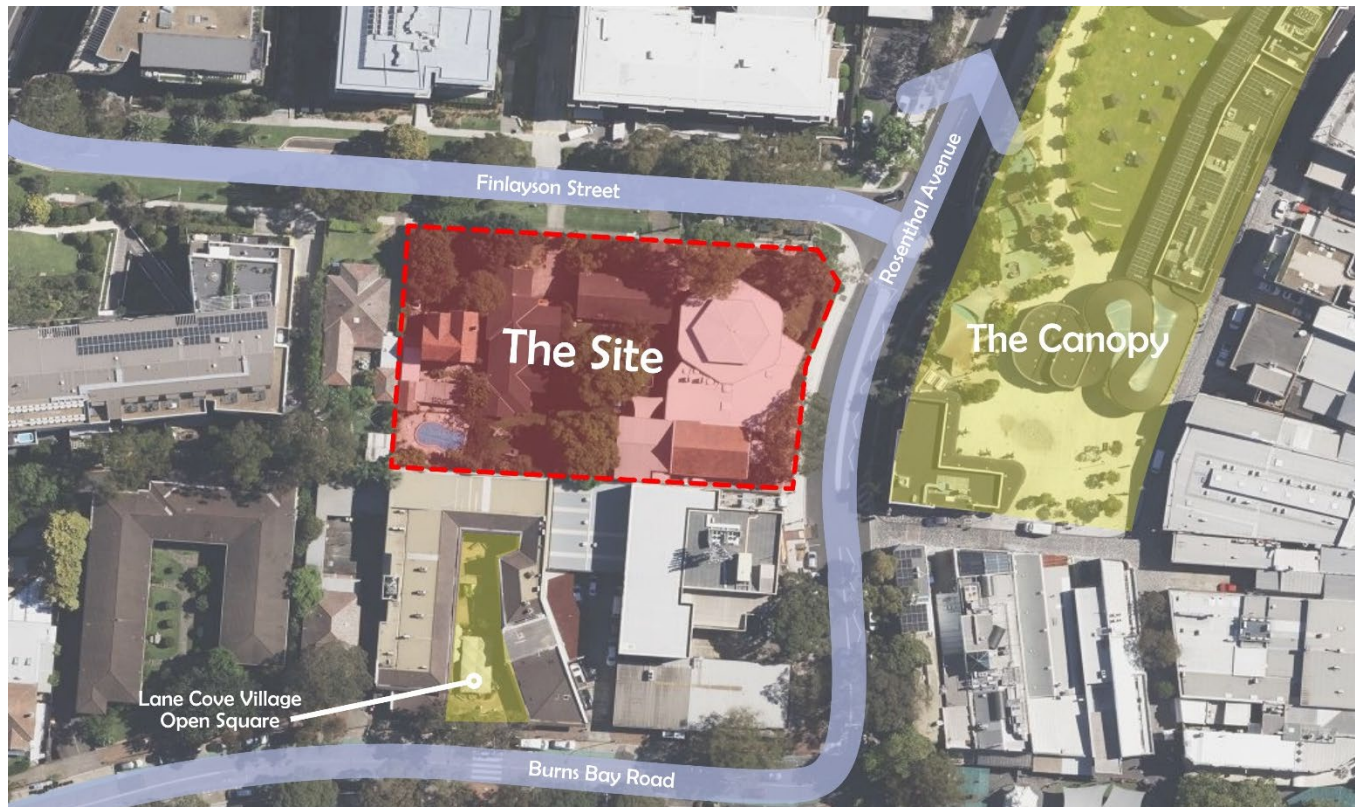 Finlayson Street
Rosenthal Avenue
The Site
The Canopy
Lane Cove Village
Open Square
Burns Bay Road